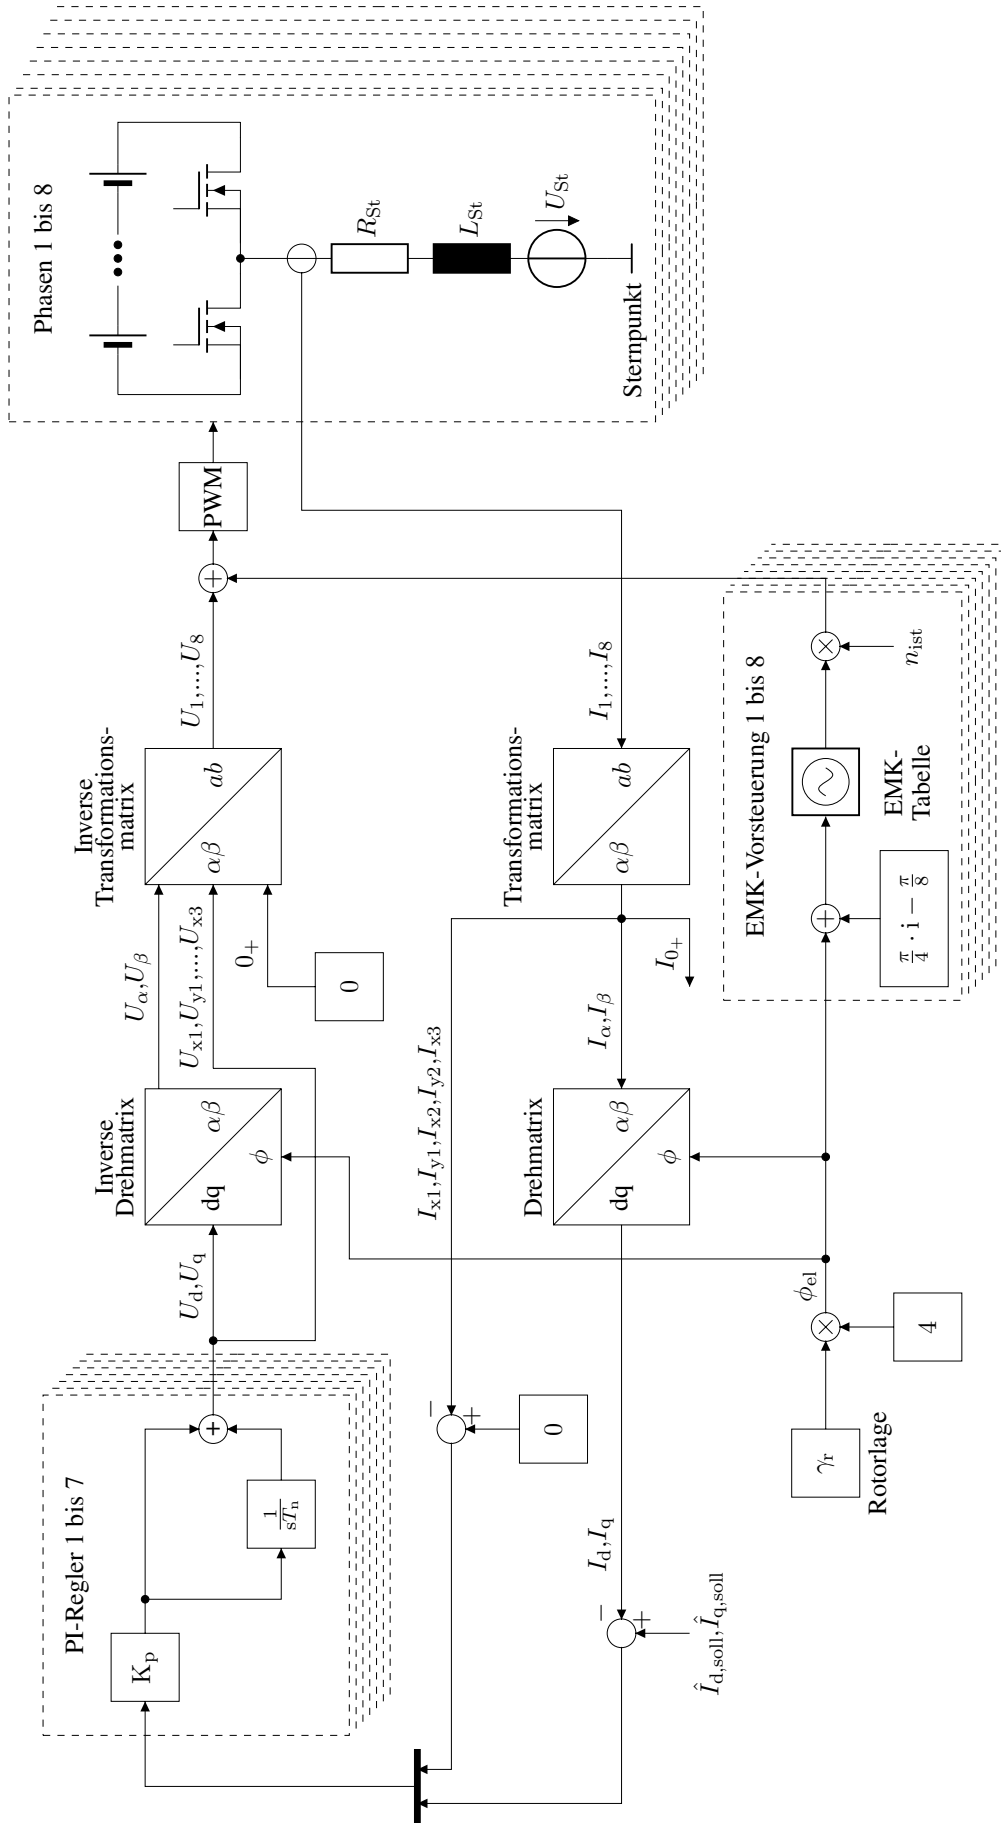 PI-Regler 1 bis 7
K_p
1/sT_n
+
U_d,U_q
Inverse
Drehmatrix
dq
αβ
ϕ
U_α,U_β
U_x1,U_y1,...,U_x3
0_+
0
Inverse
Transformations-
matrix
αβ
ab
U_1,...,U_8
+
PWM
Phasen 1 bis 8
R_St
L_St
U_St
Sternpunkt
−
+
0
I_x1,I_y1,I_x2,I_y2,I_x3
Î_d,soll,Î_q,soll
−
+
I_d,I_q
Drehmatrix
dq
αβ
ϕ
I_α,I_β
I_0+
Transformations-
matrix
αβ
ab
I_1,...,I_8
γ_r
Rotorlage
×
4
ϕ_el
EMK-Vorsteuerung 1 bis 8
+
π/4 · i − π/8
EMK-
Tabelle
×
n_ist